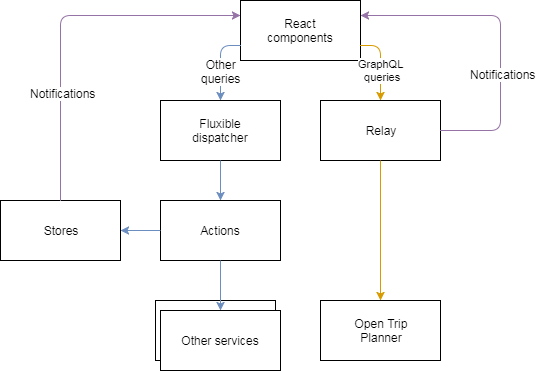 React
components
Other
queries
GraphQL
queries
Notifications
Notifications
Fluxible
dispatcher
Relay
Stores
Actions
Other services
Open Trip
Planner